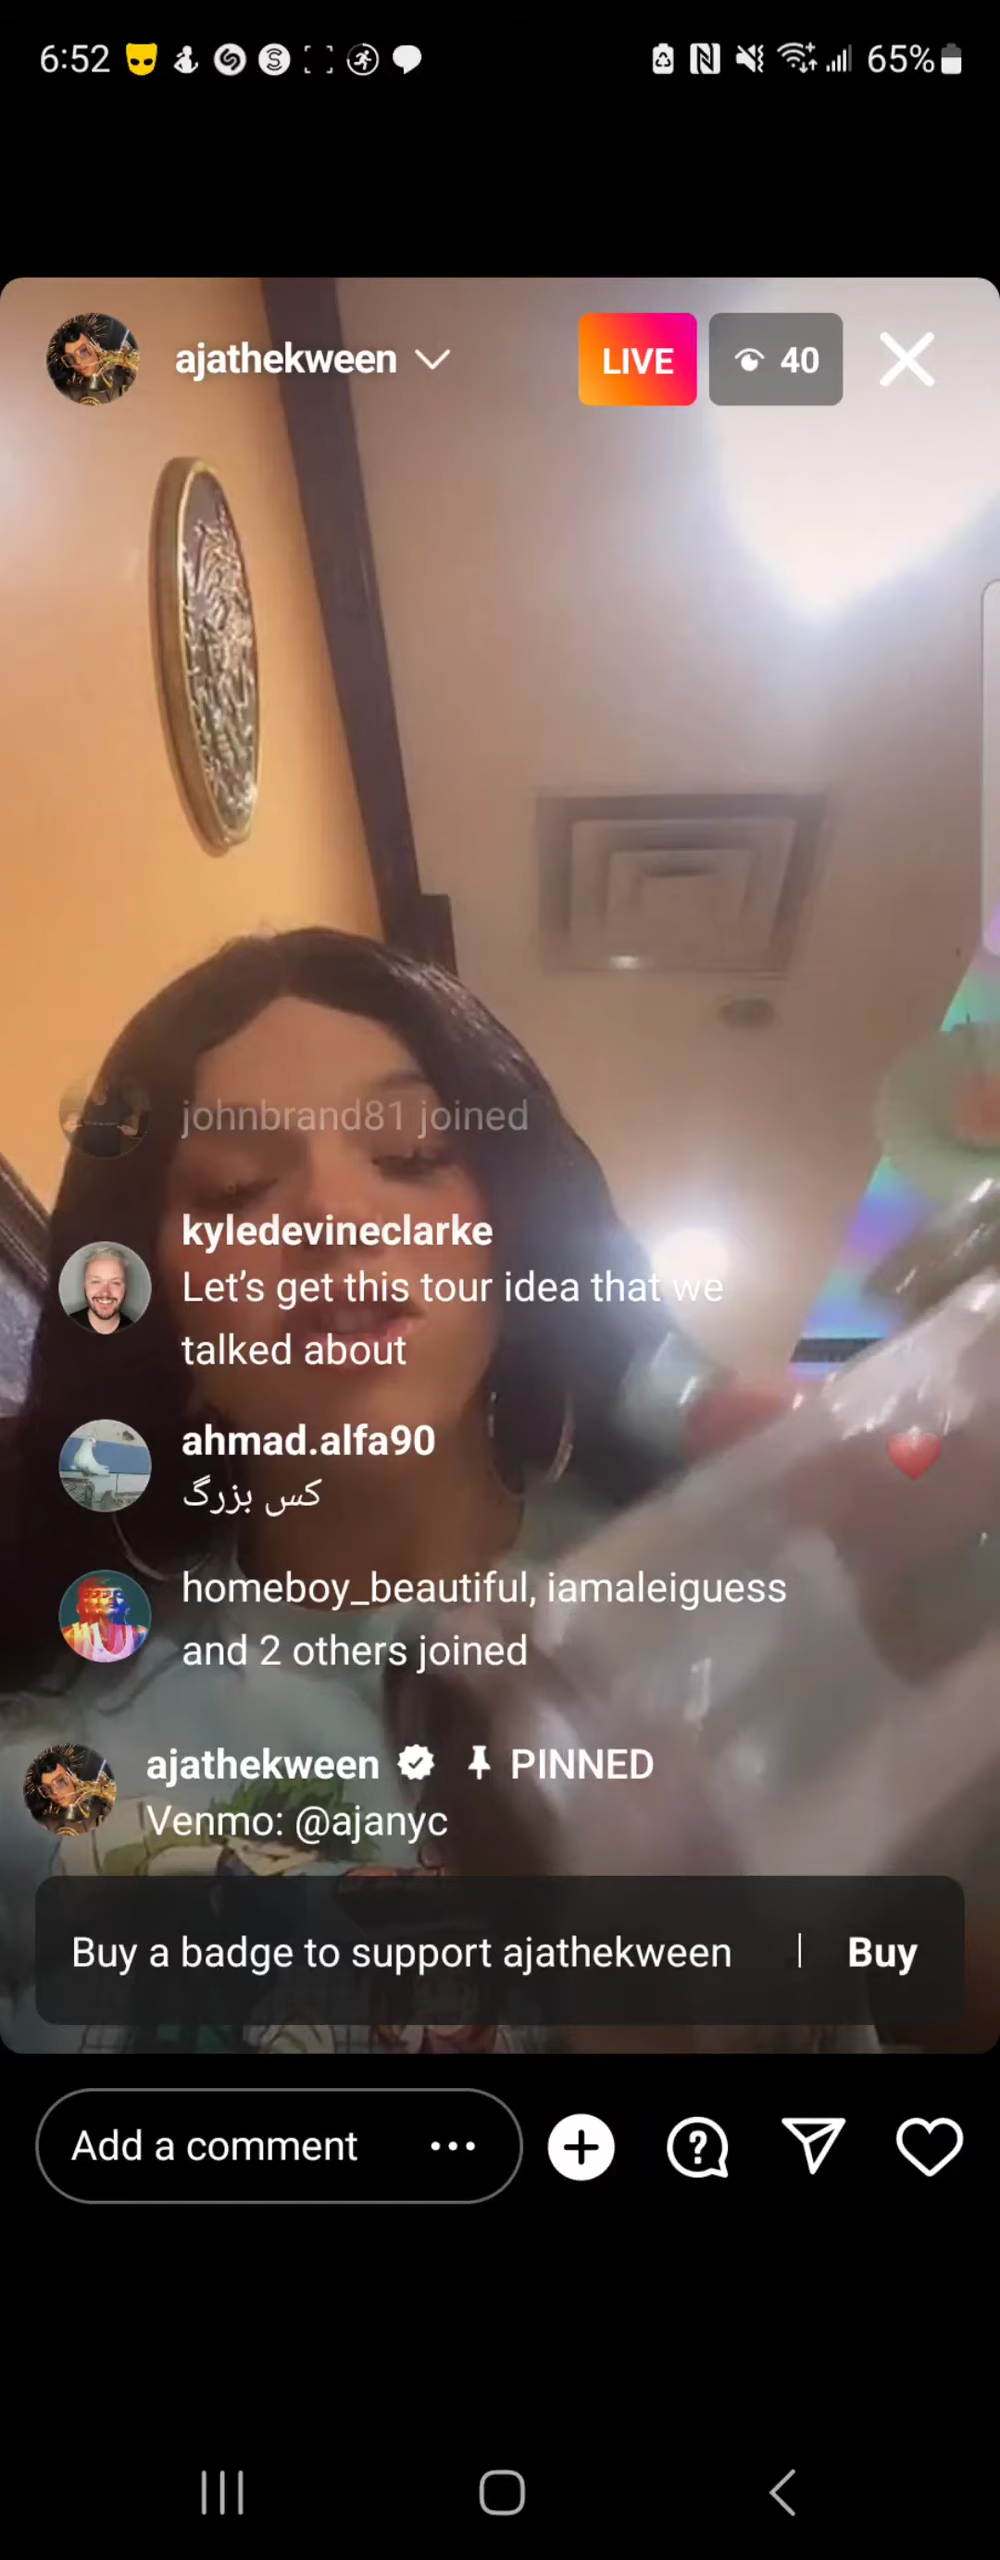 6:52
65%
ajathekween
LIVE
40
johnbrand81 joined
kyledevineclarke
Let’s get this tour idea that we
talked about
ahmad.alfa90
کس بزرگ
homeboy_beautiful, iamaleiguess
and 2 others joined
ajathekween PINNED
Venmo: @ajanyc
Buy a badge to support ajathekween | Buy
Add a comment